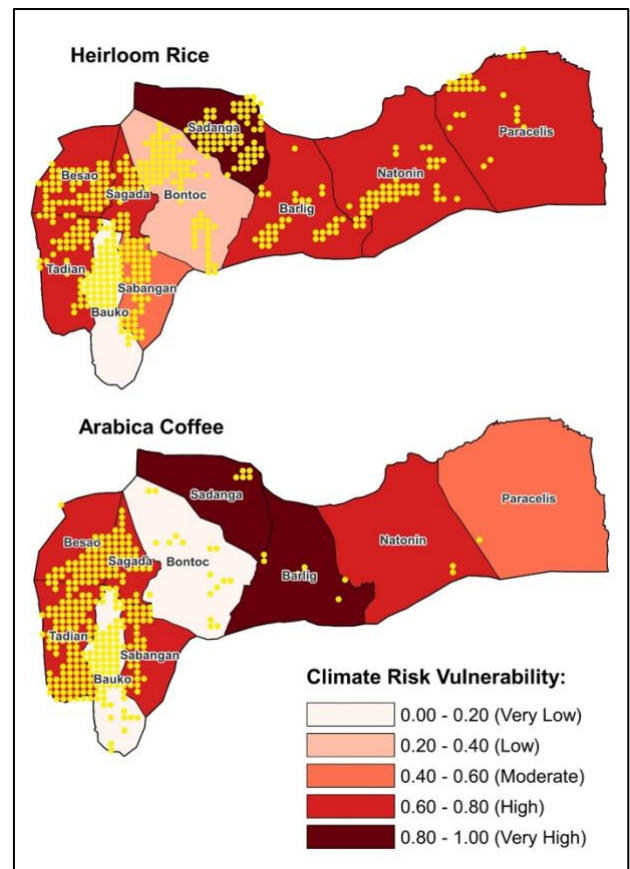 Heirloom Rice
Sadanga
Paracelis
Besao
Natonin
Sagada
Bontoc
Barlig
Tadian
Sabangan
Bauko
Arabica Coffee
Sadanga
Paracelis
Besao
Natonin
Sagada
Bontoc
Barlig
Tadian
Sabangan
Bauko
Climate Risk Vulnerability:
0.00 - 0.20 (Very Low)
0.20 - 0.40 (Low)
0.40 - 0.60 (Moderate)
0.60 - 0.80 (High)
0.80 - 1.00 (Very High)